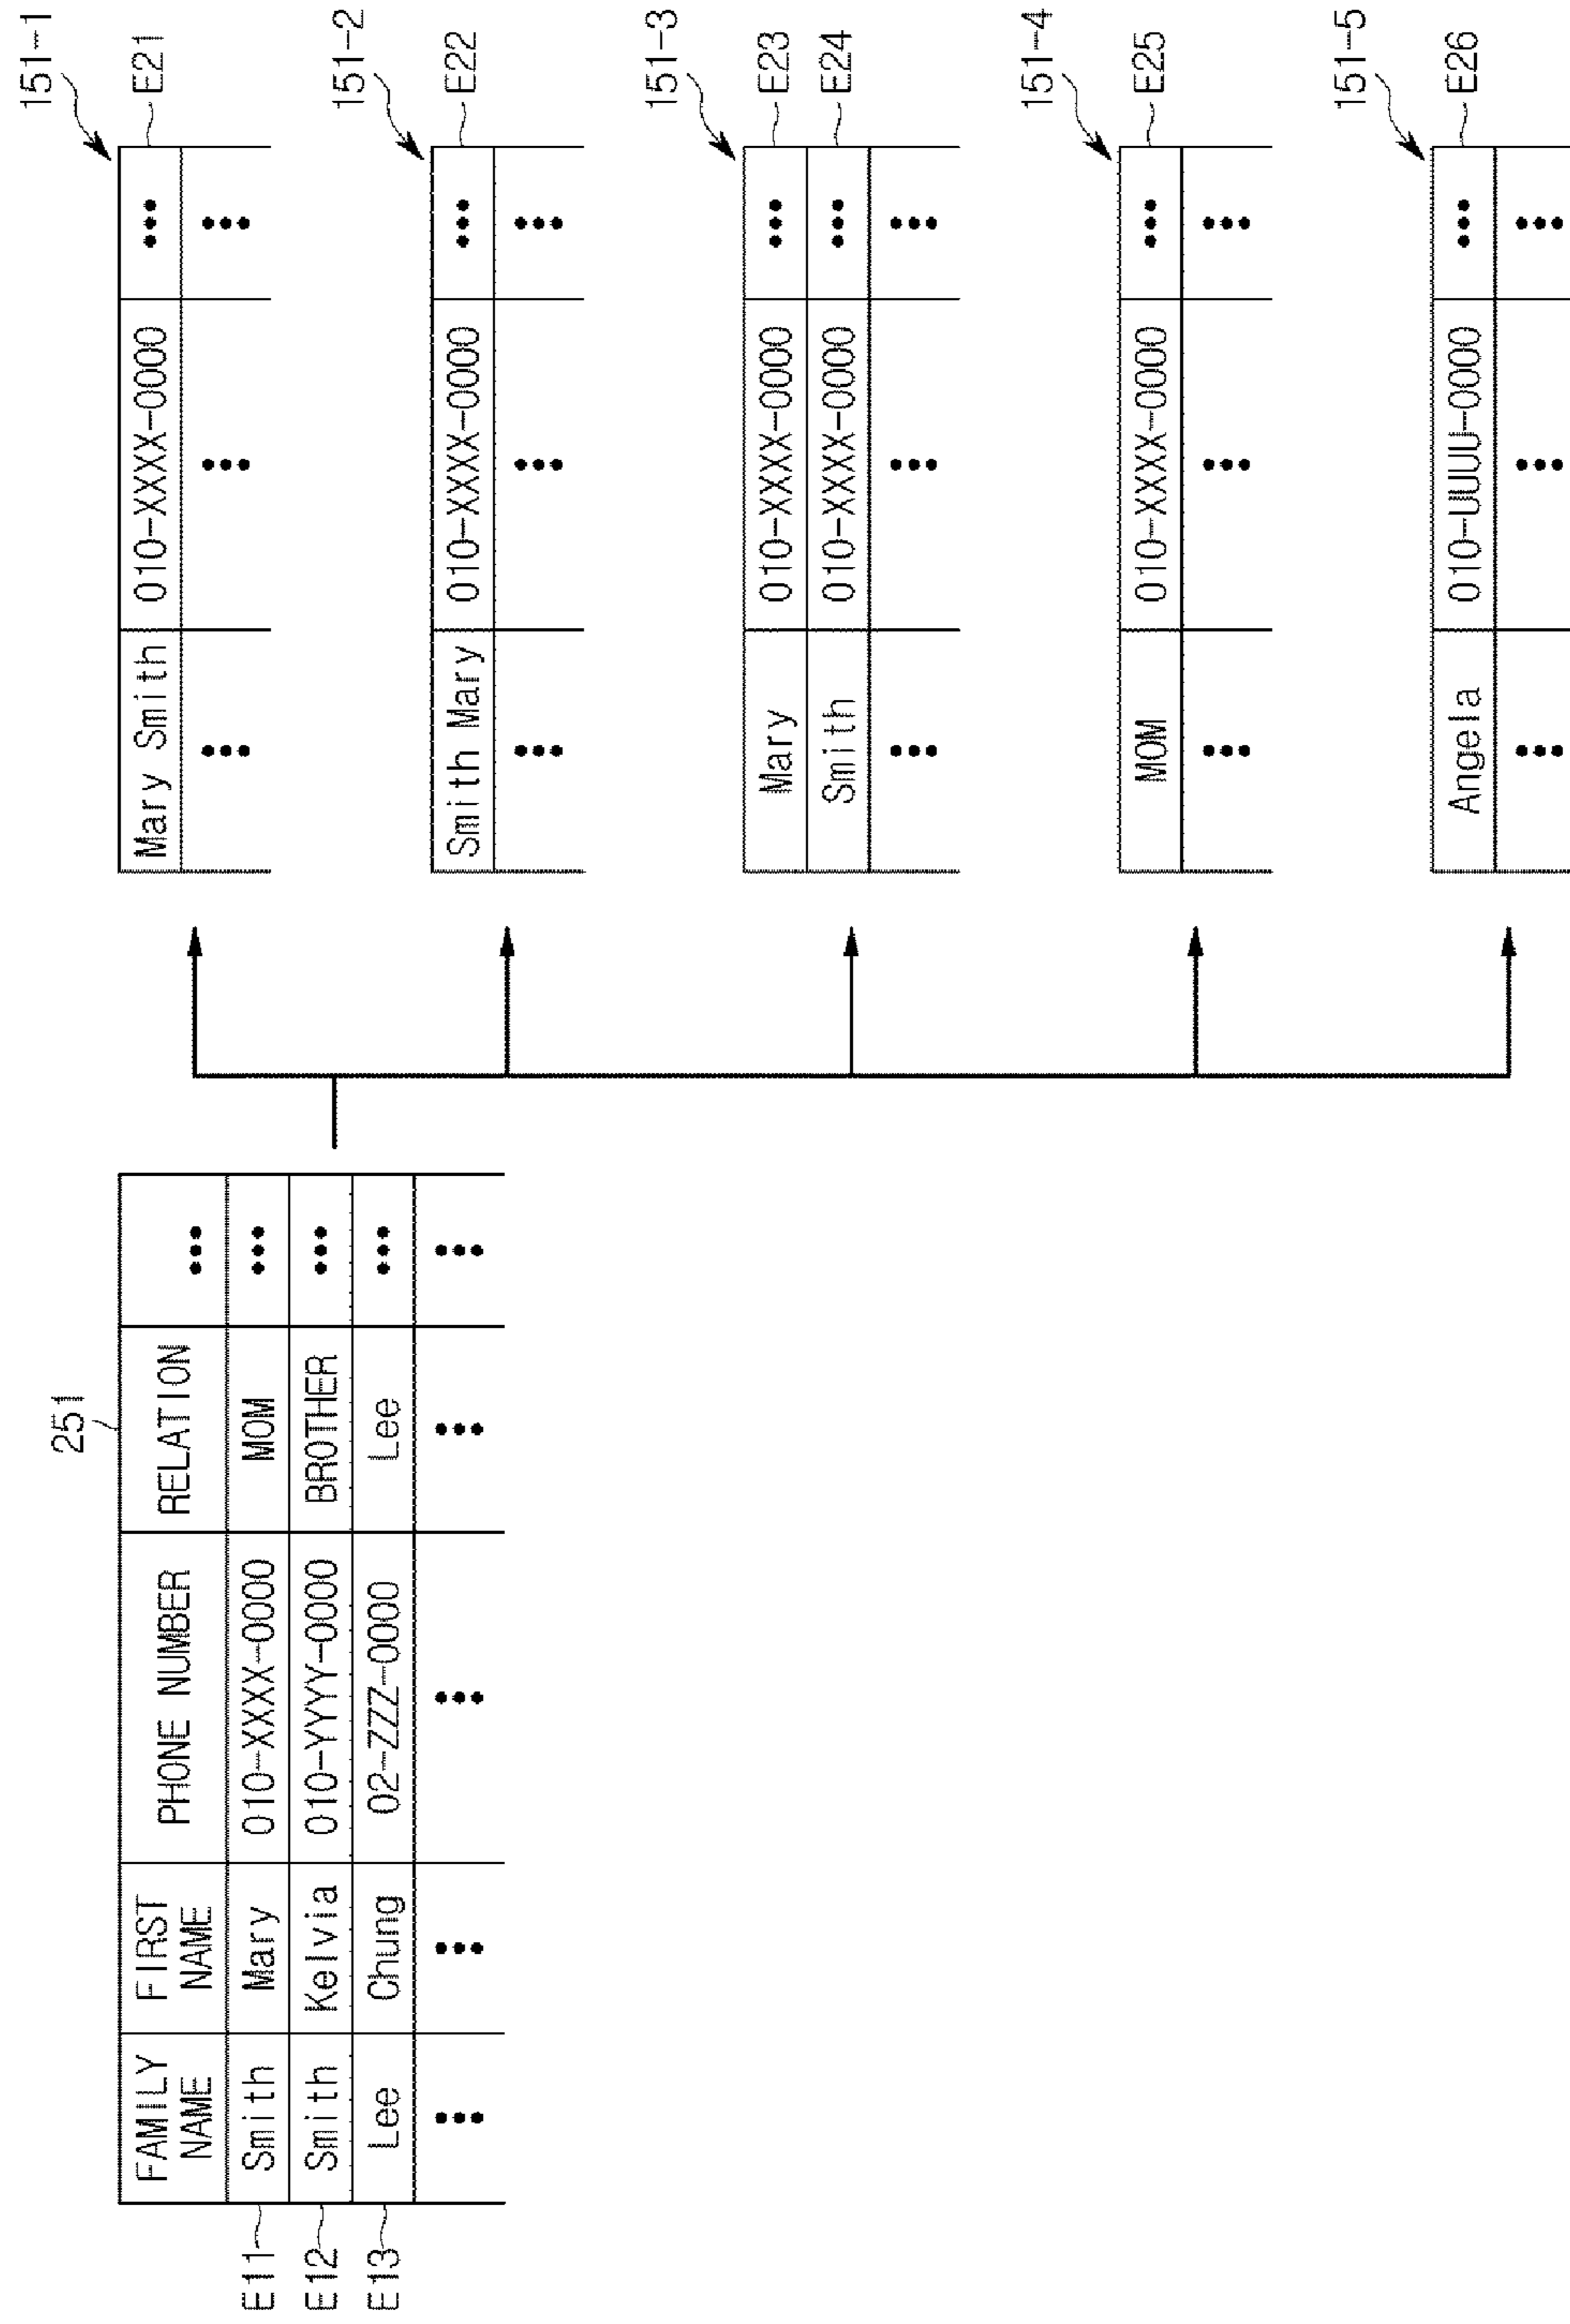 251
FAMILY NAME FIRST NAME PHONE NUMBER RELATION •••
E11 Smith Mary 010-XXXX-0000 MOM •••
E12 Smith Kelvia 010-YYYY-0000 BROTHER •••
E13 Lee Chung 02-ZZZ-0000 Lee •••
151-1
Mary Smith 010-XXXX-0000 ••• E21
151-2
Smith Mary 010-XXXX-0000 ••• E22
151-3
Mary 010-XXXX-0000 ••• E23
Smith 010-XXXX-0000 ••• E24
151-4
MOM 010-XXXX-0000 ••• E25
151-5
Angela 010-UUUU-0000 ••• E26